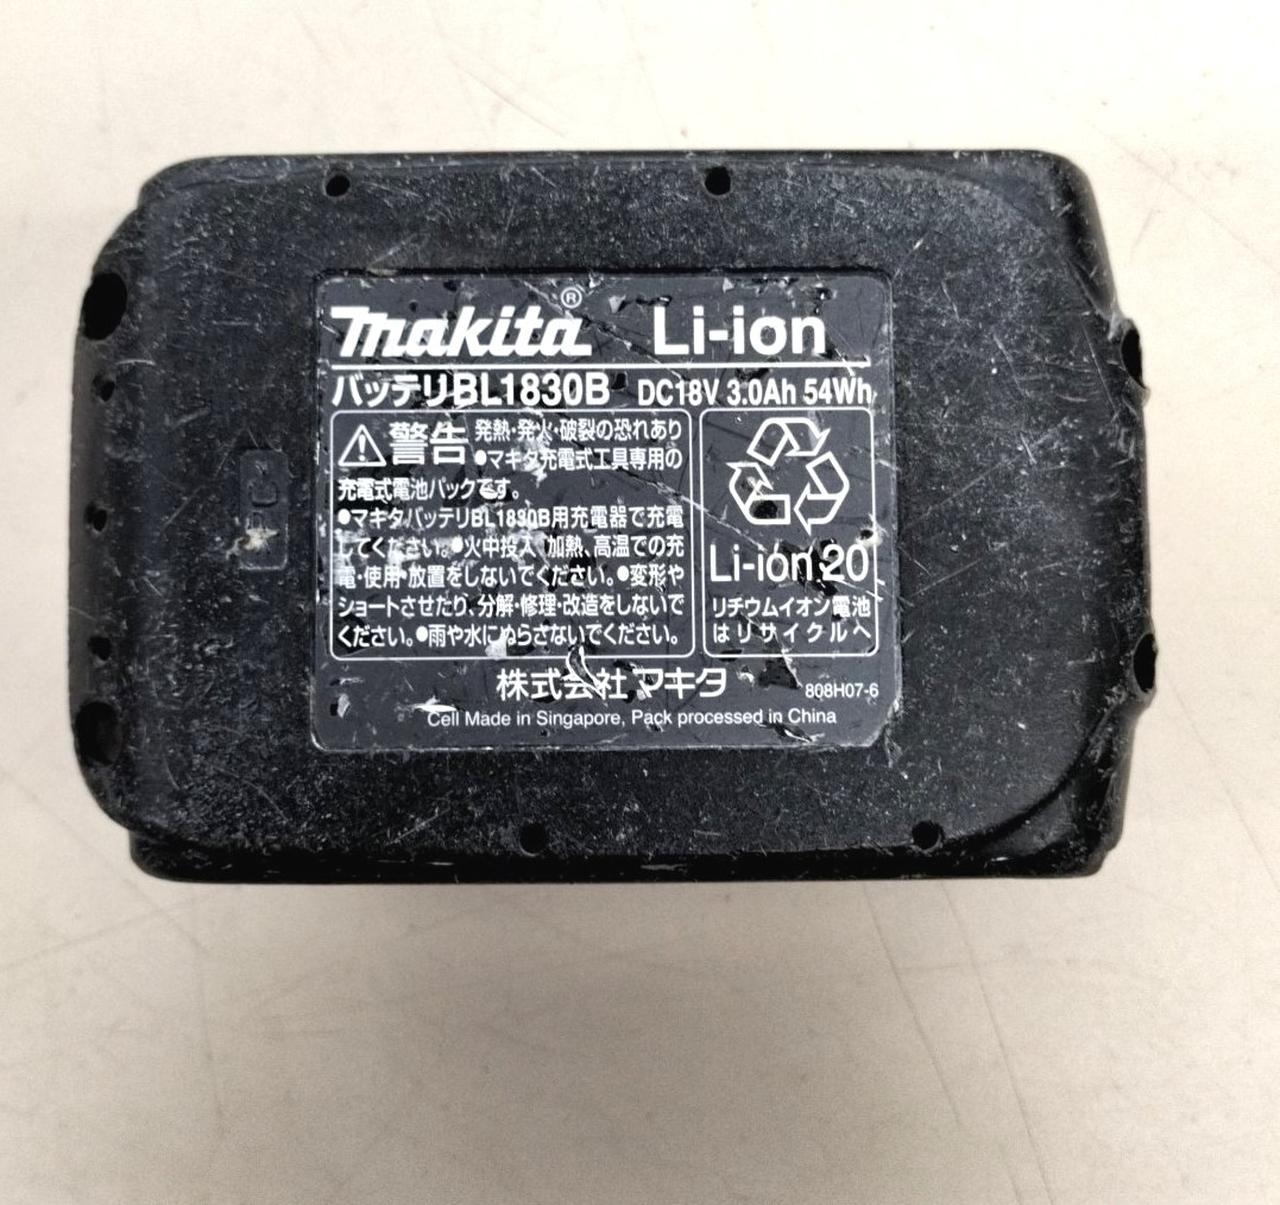 makita® Li-ion
バッテリBL1830B DC18V 3.0Ah 54Wh
警告 発熱・発火・破裂の恐れあり
●マキタ充電式工具専用の
充電式電池パックです。
●マキタバッテリBL1830B用充電器で充電
してください。●火中投入、加熱、高温での充
電・使用・放置をしないでください。●変形や
ショートさせたり、分解・修理・改造をしないで
ください。●雨や水にぬらさないでください。
Li-ion 20
リチウムイオン電池
はリサイクルへ
株式会社マキタ 808H07-6
Cell Made in Singapore, Pack processed in China